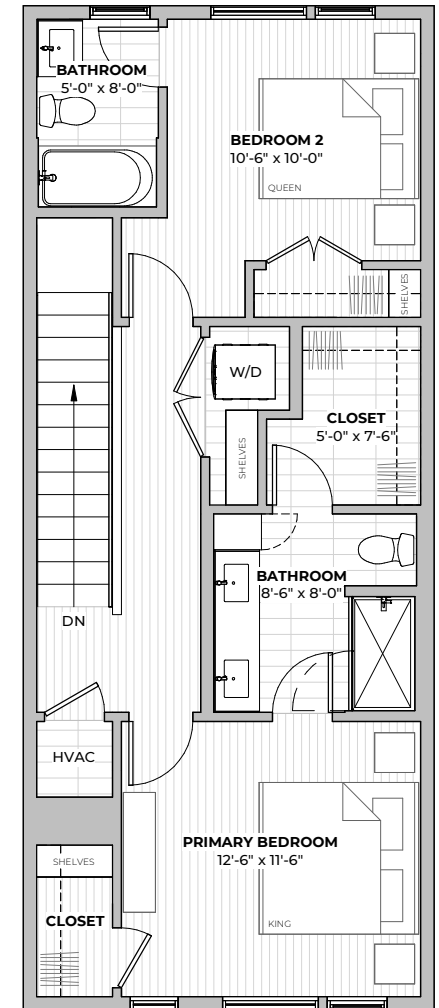 BATHROOM
5'-0" x 8'-0"
BEDROOM 2
10'-6" x 10'-0"
QUEEN
SHELVES
W/D
CLOSET
5'-0" x 7'-6"
SHELVES
BATHROOM
8'-6" x 8'-0"
DN
HVAC
PRIMARY BEDROOM
12'-6" x 11'-6"
SHELVES
CLOSET
KING